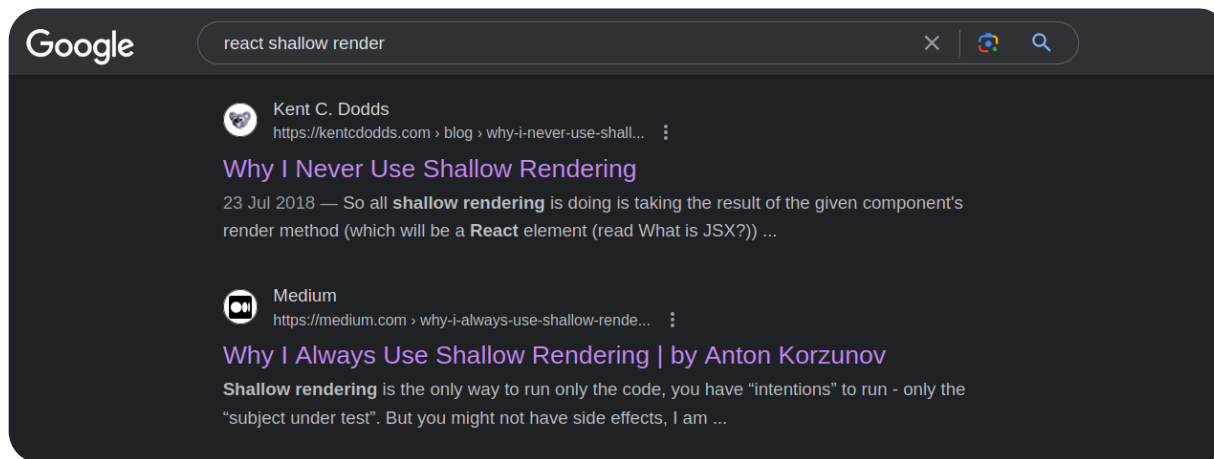 Google
react shallow render
Kent C. Dodds
https://kentcdodds.com › blog › why-i-never-use-shall...
Why I Never Use Shallow Rendering
23 Jul 2018 — So all shallow rendering is doing is taking the result of the given component's
render method (which will be a React element (read What is JSX?)) ...
Medium
https://medium.com › why-i-always-use-shallow-rende...
Why I Always Use Shallow Rendering | by Anton Korzunov
Shallow rendering is the only way to run only the code, you have “intentions” to run - only the
“subject under test”. But you might not have side effects, I am ...